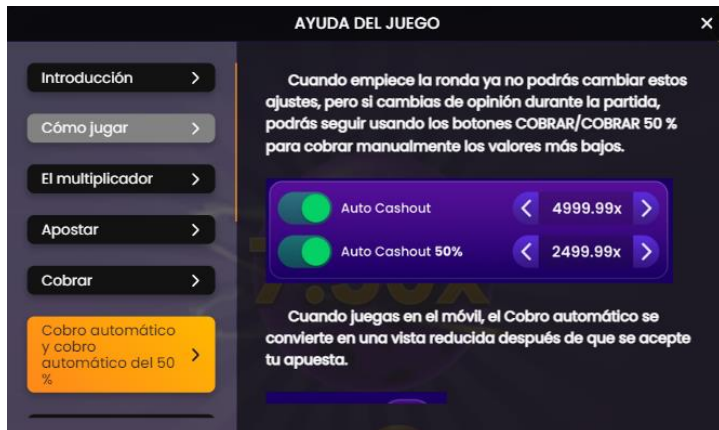 AYUDA DEL JUEGO
Introducción
Cómo jugar
El multiplicador
Apostar
Cobrar
Cobro automático
y cobro
automático del 50
%
Cuando empiece la ronda ya no podrás cambiar estos
ajustes, pero si cambias de opinión durante la partida,
podrás seguir usando los botones COBRAR/COBRAR 50 %
para cobrar manualmente los valores más bajos.
Auto Cashout 4999.99x
Auto Cashout 50% 2499.99x
Cuando juegas en el móvil, el Cobro automático se
convierte en una vista reducida después de que se acepte
tu apuesta.